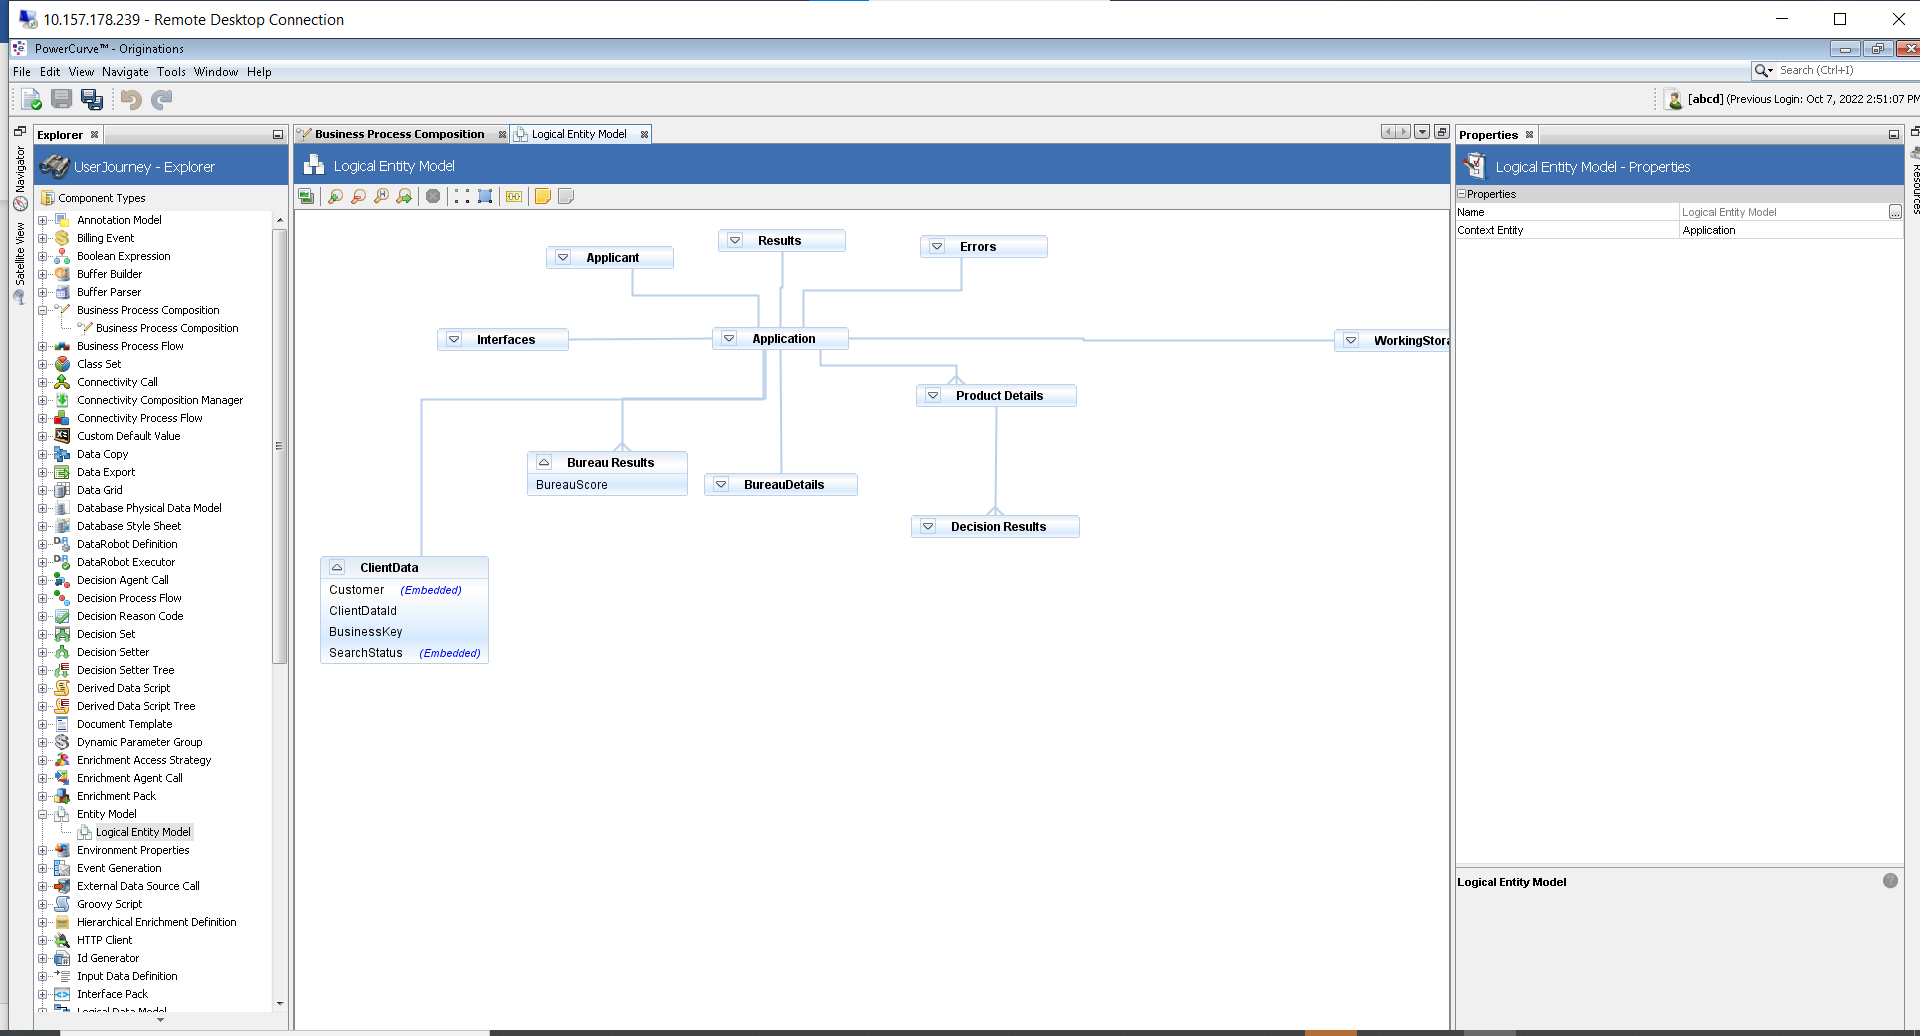 10.157.178.239 - Remote Desktop Connection
PowerCurve™ - Originations
File Edit View Navigate Tools Window Help
Search (Ctrl+I)
[abcd] (Previous Login: Oct 7, 2022 2:51:07 PM
Navigator
Satellite View
Explorer
UserJourney - Explorer
Component Types
Annotation Model
Billing Event
Boolean Expression
Buffer Builder
Buffer Parser
Business Process Composition
Business Process Composition
Business Process Flow
Class Set
Connectivity Call
Connectivity Composition Manager
Connectivity Process Flow
Custom Default Value
Data Copy
Data Export
Data Grid
Database Physical Data Model
Database Style Sheet
DataRobot Definition
DataRobot Executor
Decision Agent Call
Decision Process Flow
Decision Reason Code
Decision Set
Decision Setter
Decision Setter Tree
Derived Data Script
Derived Data Script Tree
Document Template
Dynamic Parameter Group
Enrichment Access Strategy
Enrichment Agent Call
Enrichment Pack
Entity Model
Logical Entity Model
Environment Properties
Event Generation
External Data Source Call
Groovy Script
Hierarchical Enrichment Definition
HTTP Client
Id Generator
Input Data Definition
Interface Pack
Logical Data Model
Business Process Composition
Logical Entity Model
Logical Entity Model
Results
Errors
Applicant
Interfaces
Application
WorkingStora
Product Details
Bureau Results
BureauScore
BureauDetails
Decision Results
ClientData
Customer (Embedded)
ClientDataId
BusinessKey
SearchStatus (Embedded)
Properties
Logical Entity Model - Properties
Properties
Name Logical Entity Model
Context Entity Application
Logical Entity Model
Resources